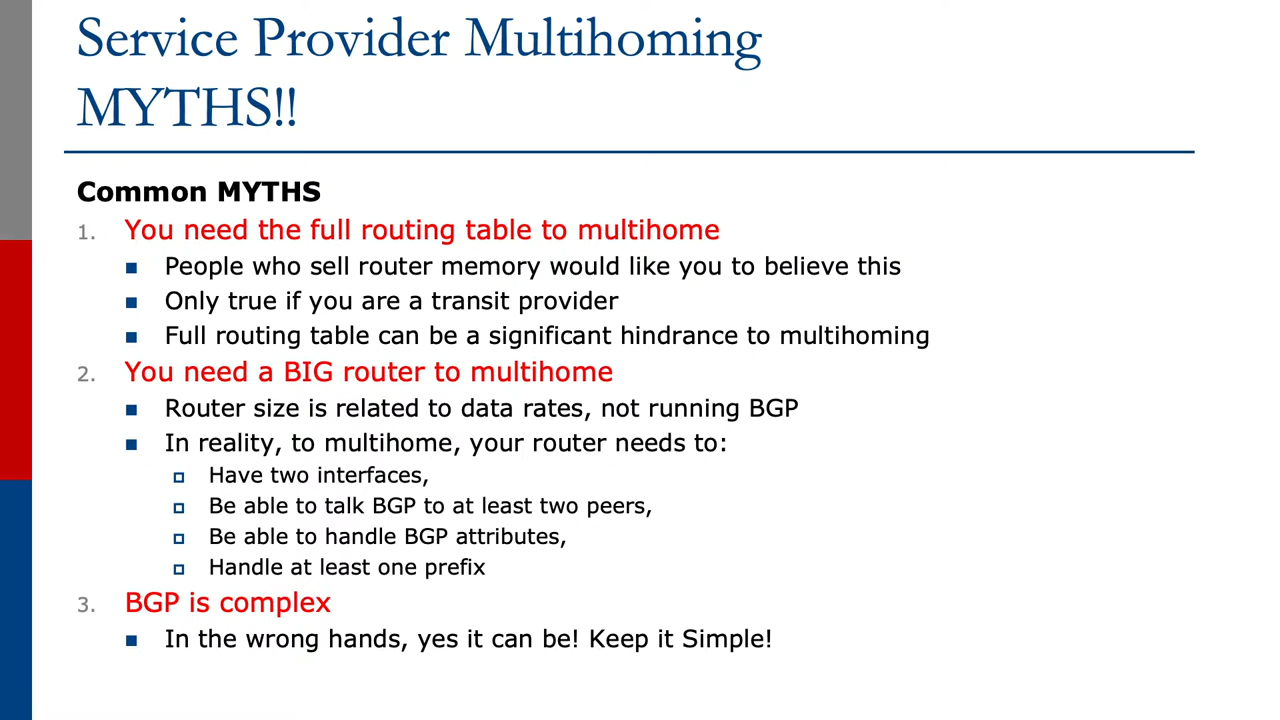 Service Provider Multihoming
MYTHS!!
Common MYTHS
1. You need the full routing table to multihome
People who sell router memory would like you to believe this
Only true if you are a transit provider
Full routing table can be a significant hindrance to multihoming
2. You need a BIG router to multihome
Router size is related to data rates, not running BGP
In reality, to multihome, your router needs to:
Have two interfaces,
Be able to talk BGP to at least two peers,
Be able to handle BGP attributes,
Handle at least one prefix
3. BGP is complex
In the wrong hands, yes it can be! Keep it Simple!